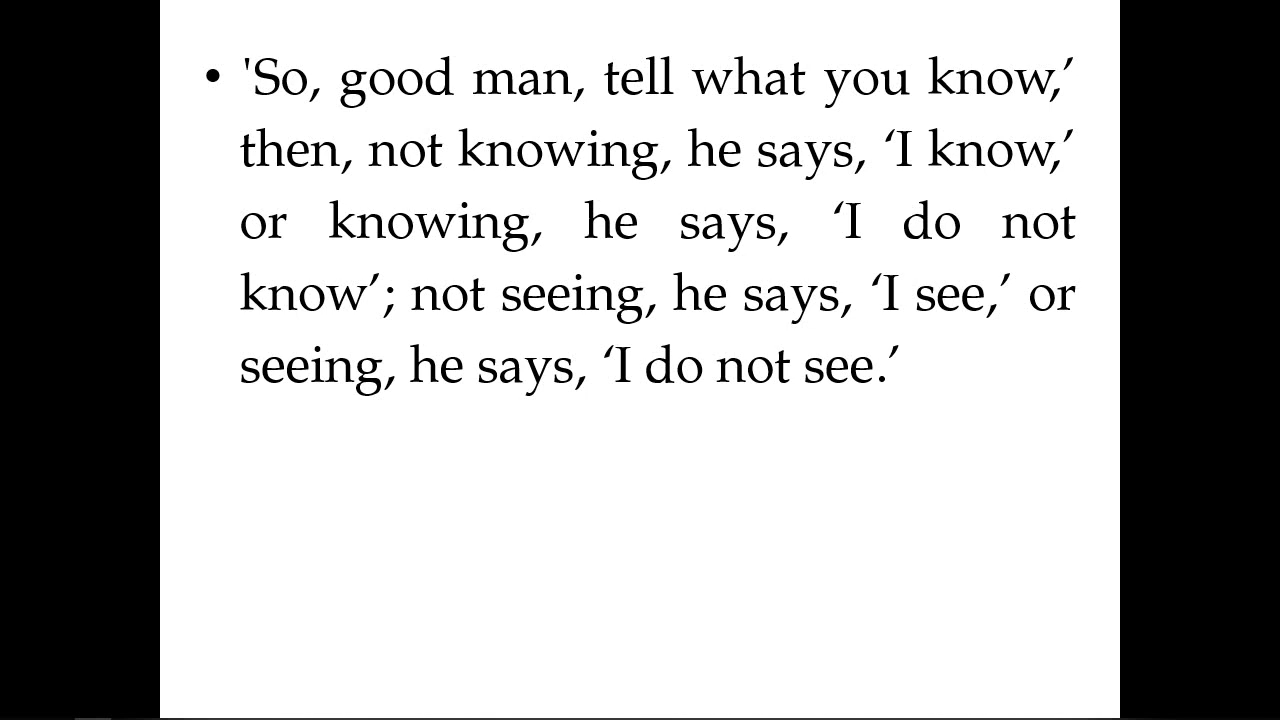 • 'So, good man, tell what you know,’
then, not knowing, he says, ‘I know,’
or knowing, he says, ‘I do not
know’; not seeing, he says, ‘I see,’ or
seeing, he says, ‘I do not see.’